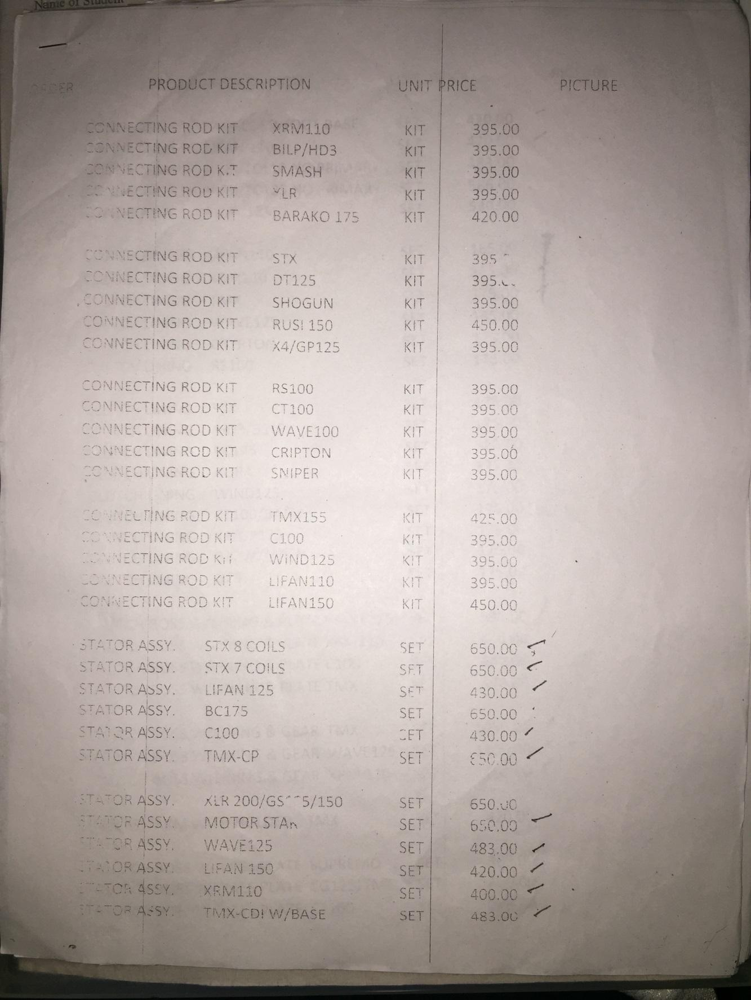 Name of Student
ORDER PRODUCT DESCRIPTION UNIT PRICE PICTURE
CONNECTING ROD KIT XRM110 KIT 395.00
CONNECTING ROD KIT BILP/HD3 KIT 395.00
CONNECTING ROD KIT SMASH KIT 395.00
CONNECTING ROD KIT XLR KIT 395.00
CONNECTING ROD KIT BARAKO 175 KIT 420.00
CONNECTING ROD KIT STX KIT 395
CONNECTING ROD KIT DT125 KIT 395.
CONNECTING ROD KIT SHOGUN KIT 395.00
CONNECTING ROD KIT RUSI 150 KIT 450.00
CONNECTING ROD KIT X4/GP125 KIT 395.00
CONNECTING ROD KIT RS100 KIT 395.00
CONNECTING ROD KIT CT100 KIT 395.00
CONNECTING ROD KIT WAVE100 KIT 395.00
CONNECTING ROD KIT CRIPTON KIT 395.00
CONNECTING ROD KIT SNIPER KIT 395.00
CONNECTING ROD KIT TMX155 KIT 425.00
CONNECTING ROD KIT C100 KIT 395.00
CONNECTING ROD KIT WIND125 KIT 395.00
CONNECTING ROD KIT LIFAN110 KIT 395.00
CONNECTING ROD KIT LIFAN150 KIT 450.00
STATOR ASSY. STX 8 COILS SET 650.00
STATOR ASSY. STX 7 COILS SET 650.00
STATOR ASSY. LIFAN 125 SET 430.00
STATOR ASSY. BC175 SET 650.00
STATOR ASSY. C100 SET 430.00
STATOR ASSY. TMX-CP SET 650.00
STATOR ASSY. XLR 200/ SET 650.00
STATOR ASSY. MOTOR STAR SET 650.00
STATOR ASSY. WAVE125 SET 483.00
STATOR ASSY. LIFAN 150 SET 420.00
STATOR ASSY. XRM110 SET 400.00
STATOR ASSY. TMX-CDI W/BASE SET 483.00